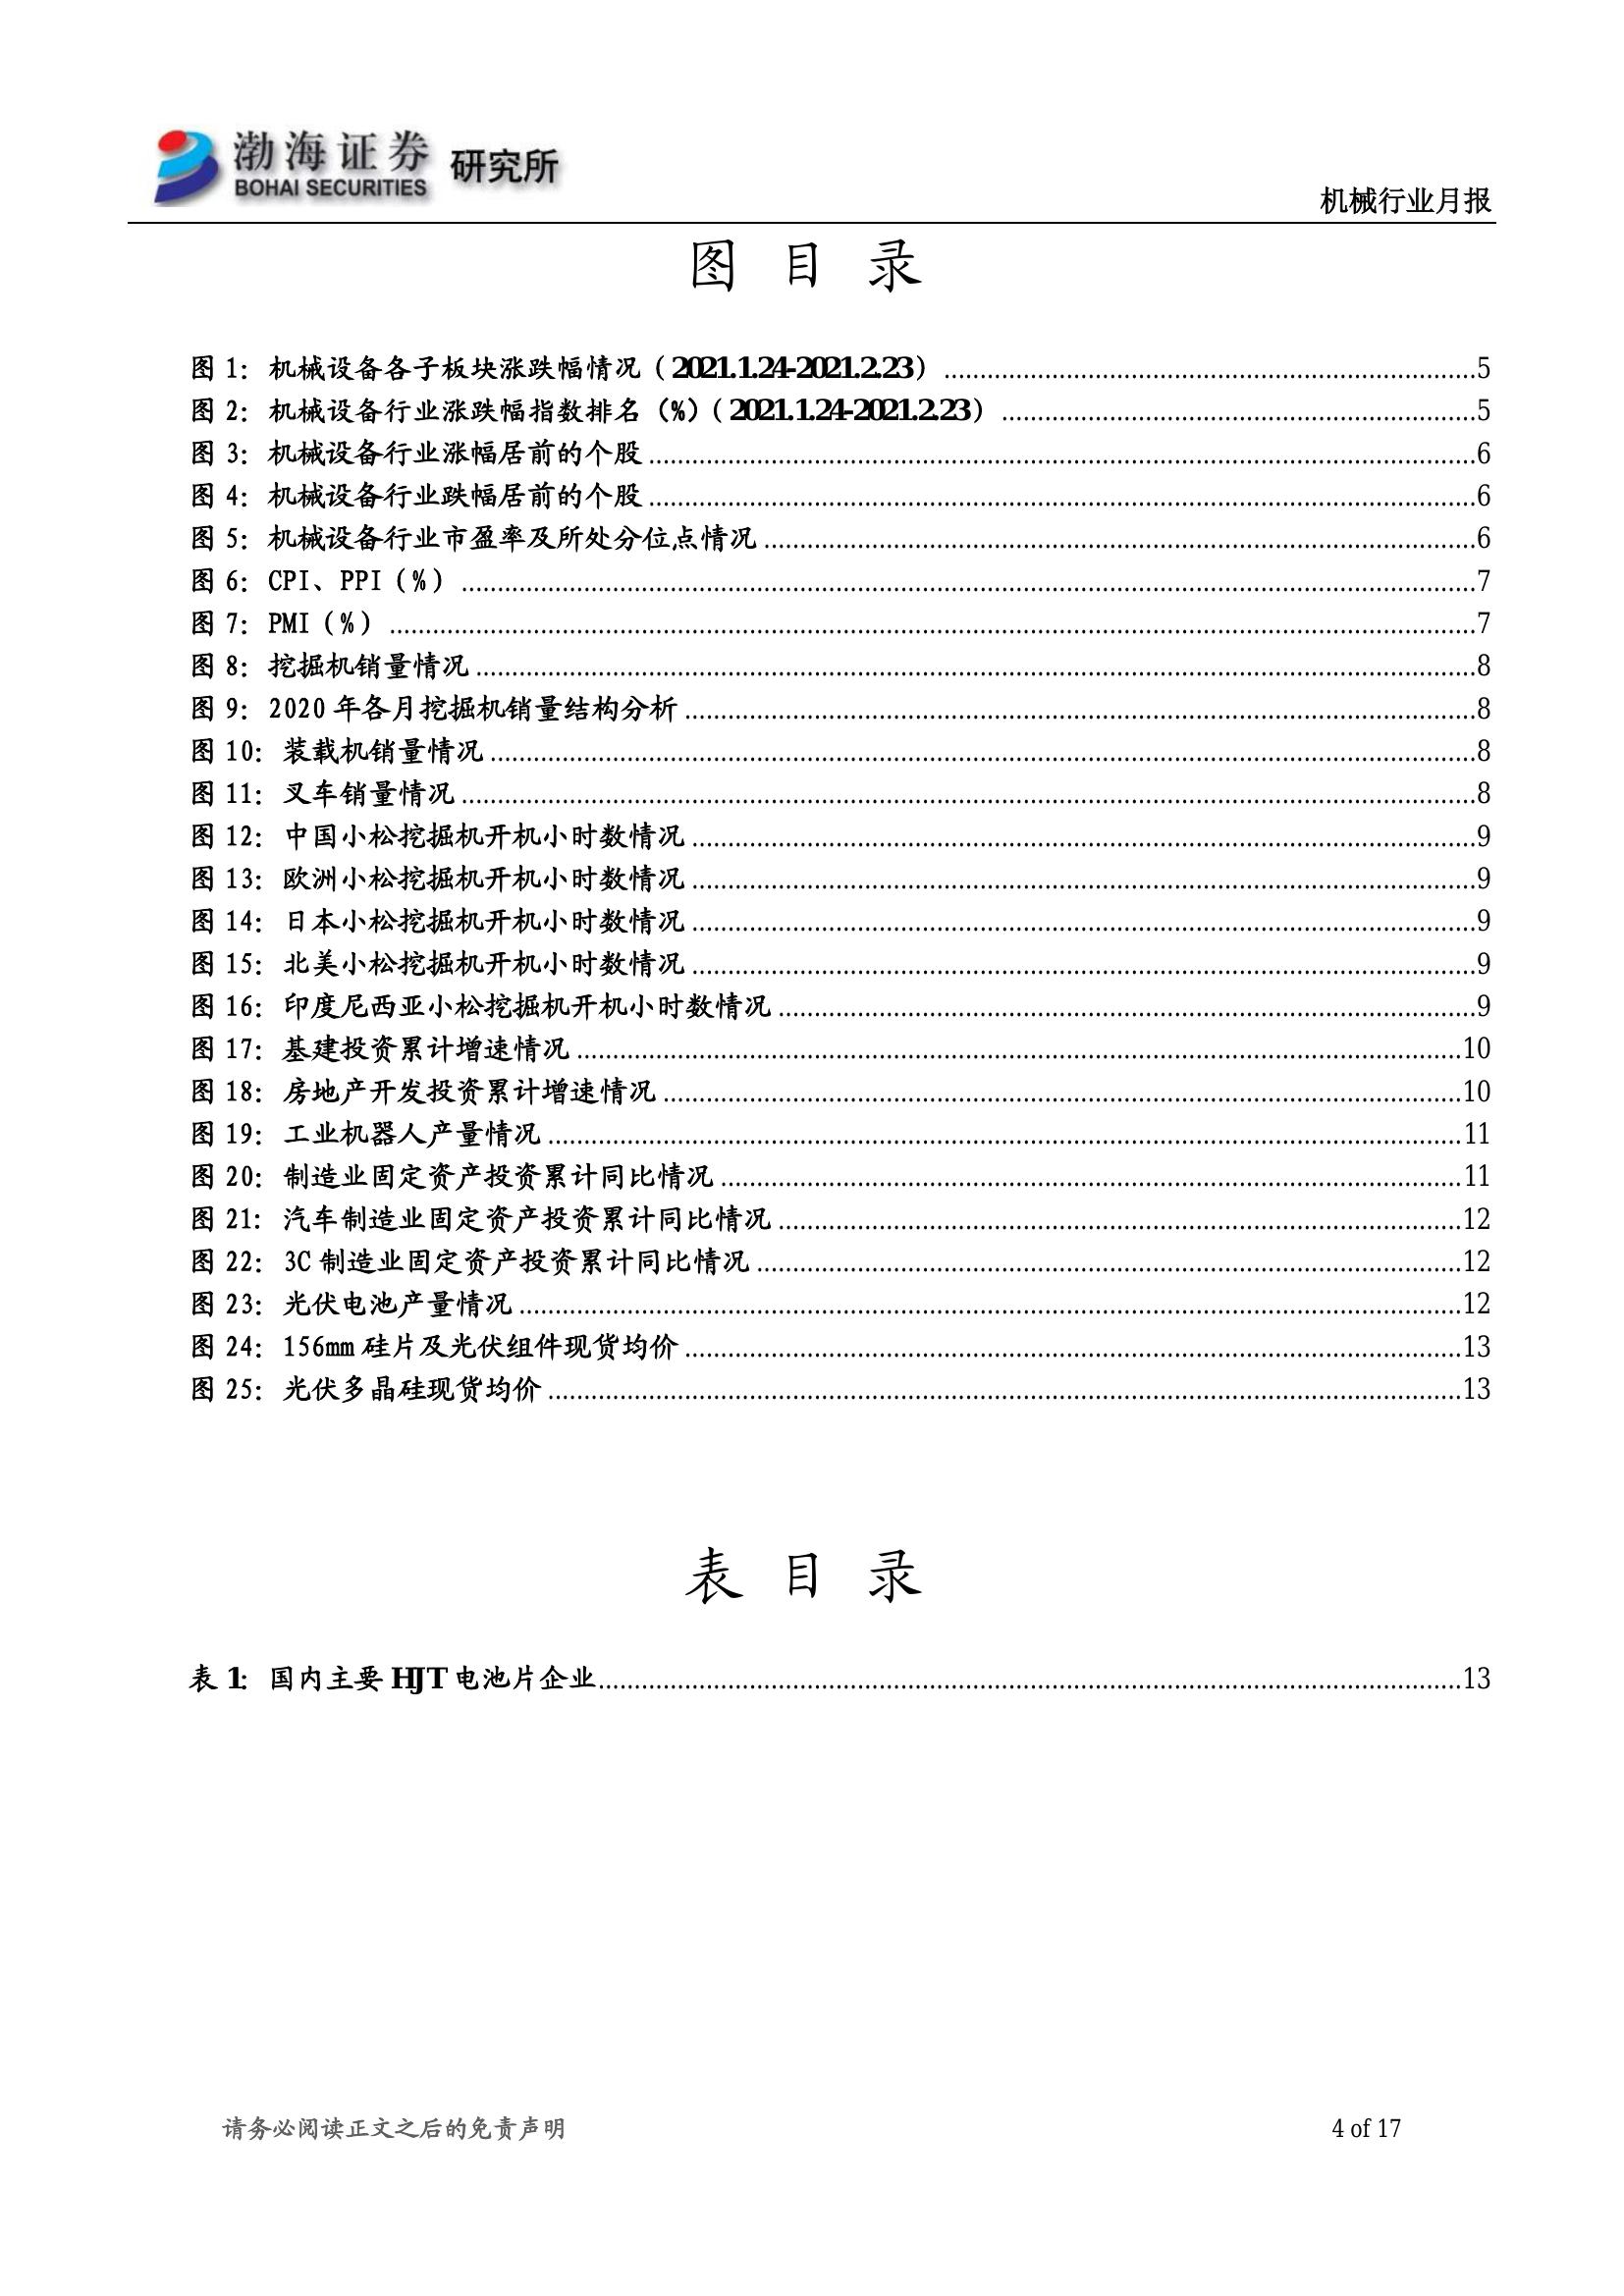 渤海证券 研究所
BOHAI SECURITIES
机械行业月报
图 目 录
图 1：机械设备各子板块涨跌幅情况（2021.1.24-2021.2.23）........5
图 2：机械设备行业涨跌幅指数排名（%）（2021.1.24-2021.2.23）........5
图 3：机械设备行业涨幅居前的个股........6
图 4：机械设备行业跌幅居前的个股........6
图 5：机械设备行业市盈率及所处分位点情况........6
图 6：CPI、PPI（%）........7
图 7：PMI（%）........7
图 8：挖掘机销量情况........8
图 9：2020 年各月挖掘机销量结构分析........8
图 10：装载机销量情况........8
图 11：叉车销量情况........8
图 12：中国小松挖掘机开机小时数情况........9
图 13：欧洲小松挖掘机开机小时数情况........9
图 14：日本小松挖掘机开机小时数情况........9
图 15：北美小松挖掘机开机小时数情况........9
图 16：印度尼西亚小松挖掘机开机小时数情况........9
图 17：基建投资累计增速情况........10
图 18：房地产开发投资累计增速情况........10
图 19：工业机器人产量情况........11
图 20：制造业固定资产投资累计同比情况........11
图 21：汽车制造业固定资产投资累计同比情况........12
图 22：3C 制造业固定资产投资累计同比情况........12
图 23：光伏电池产量情况........12
图 24：156mm 硅片及光伏组件现货均价........13
图 25：光伏多晶硅现货均价........13
表 目 录
表 1：国内主要 HJT 电池片企业........13
请务必阅读正文之后的免责声明
4 of 17